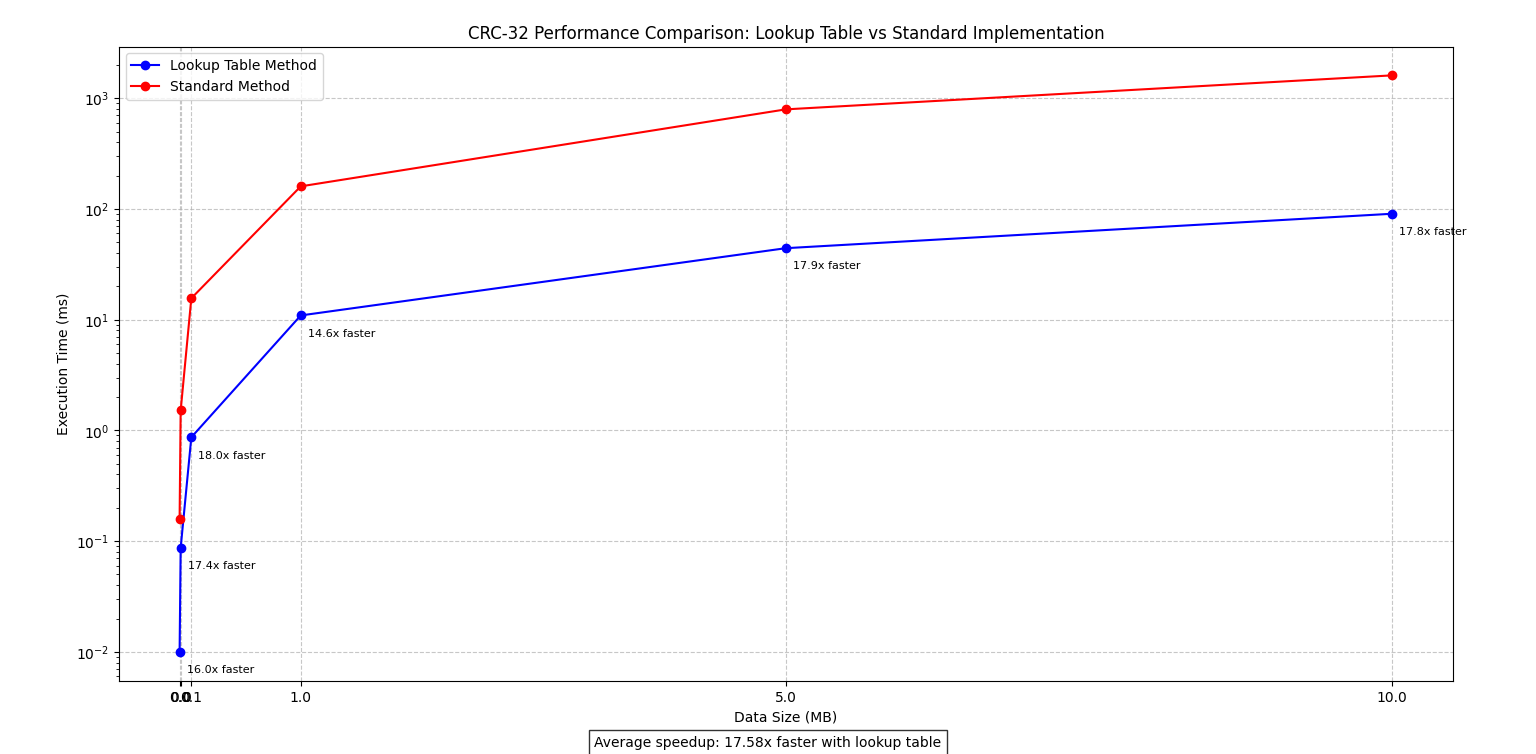 CRC-32 Performance Comparison: Lookup Table vs Standard Implementation
Lookup Table Method
Standard Method
Execution Time (ms)
10³
10²
10¹
10⁰
10⁻¹
10⁻²
17.8x faster
17.9x faster
14.6x faster
18.0x faster
17.4x faster
16.0x faster
0.0 0.1 1.0 5.0 10.0
Data Size (MB)
Average speedup: 17.58x faster with lookup table